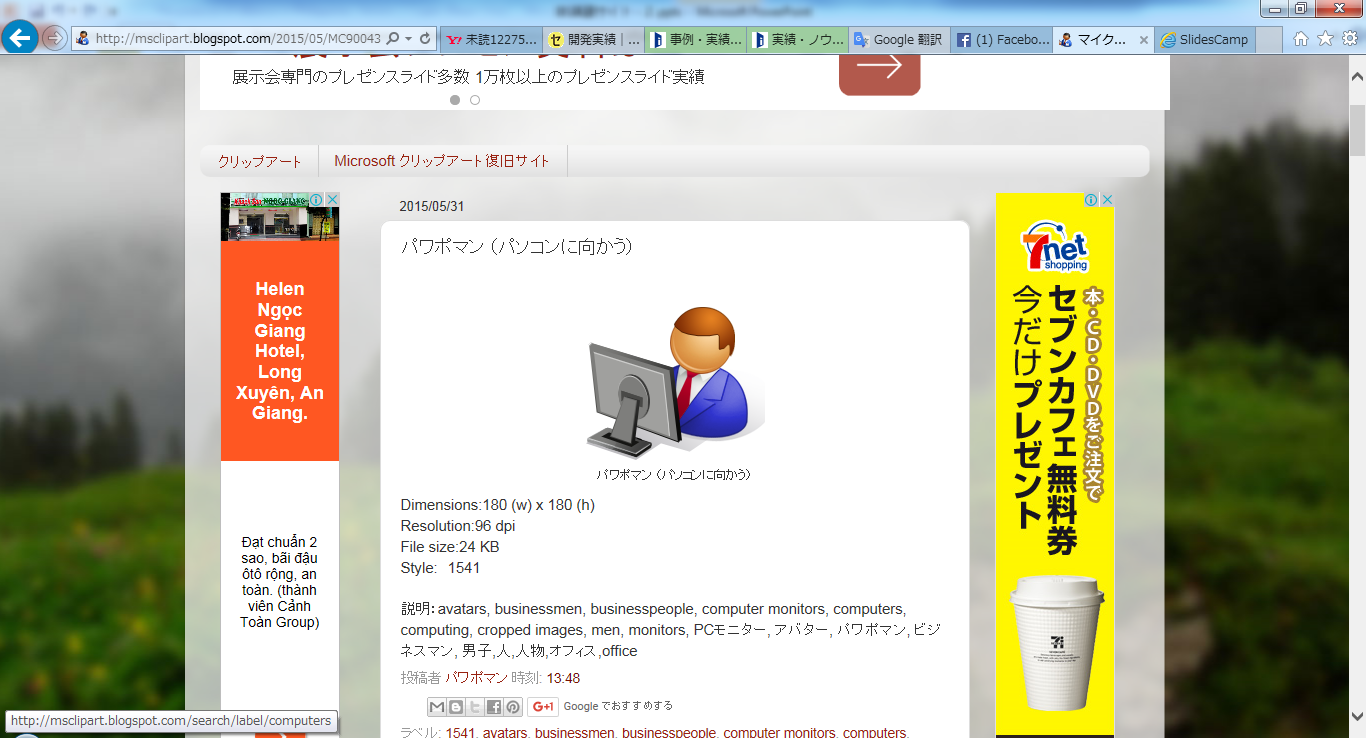 http://msclipart.blogspot.com/2015/05/MC90043
未読12275...
開発実績｜...
事例・実績...
実績・ノウ...
Google 翻訳
(1) Facebo...
マイク...
SlidesCamp
展示会専門のプレゼンスライド多数 1万枚以上のプレゼンスライド実績
クリップアート
Microsoft クリップアート復旧サイト
Helen
Ngọc
Giang
Hotel,
Long
Xuyên, An
Giang.
Đạt chuẩn 2
sao, bãi đậu
ôtô rộng, an
toàn. (thành
viên Cảnh
Toàn Group)
2015/05/31
パワポマン （パソコンに向かう）
パワポマン （パソコンに向かう）
Dimensions:180 (w) x 180 (h)
Resolution:96 dpi
File size:24 KB
Style: 1541
説明: avatars, businessmen, businesspeople, computer monitors, computers,
computing, cropped images, men, monitors, PCモニター, アバター, パワポマン, ビジ
ネスマン, 男子,人,人物,オフィス,office
投稿者 パワポマン 時刻: 13:48
G+1 Google でおすすめする
ラベル: 1541, avatars, businessmen, businesspeople, computer monitors, computers,
7net
shopping
本・CD・DVDをご注文で
セブンカフェ無料券
今だけプレゼント
http://msclipart.blogspot.com/search/label/computers